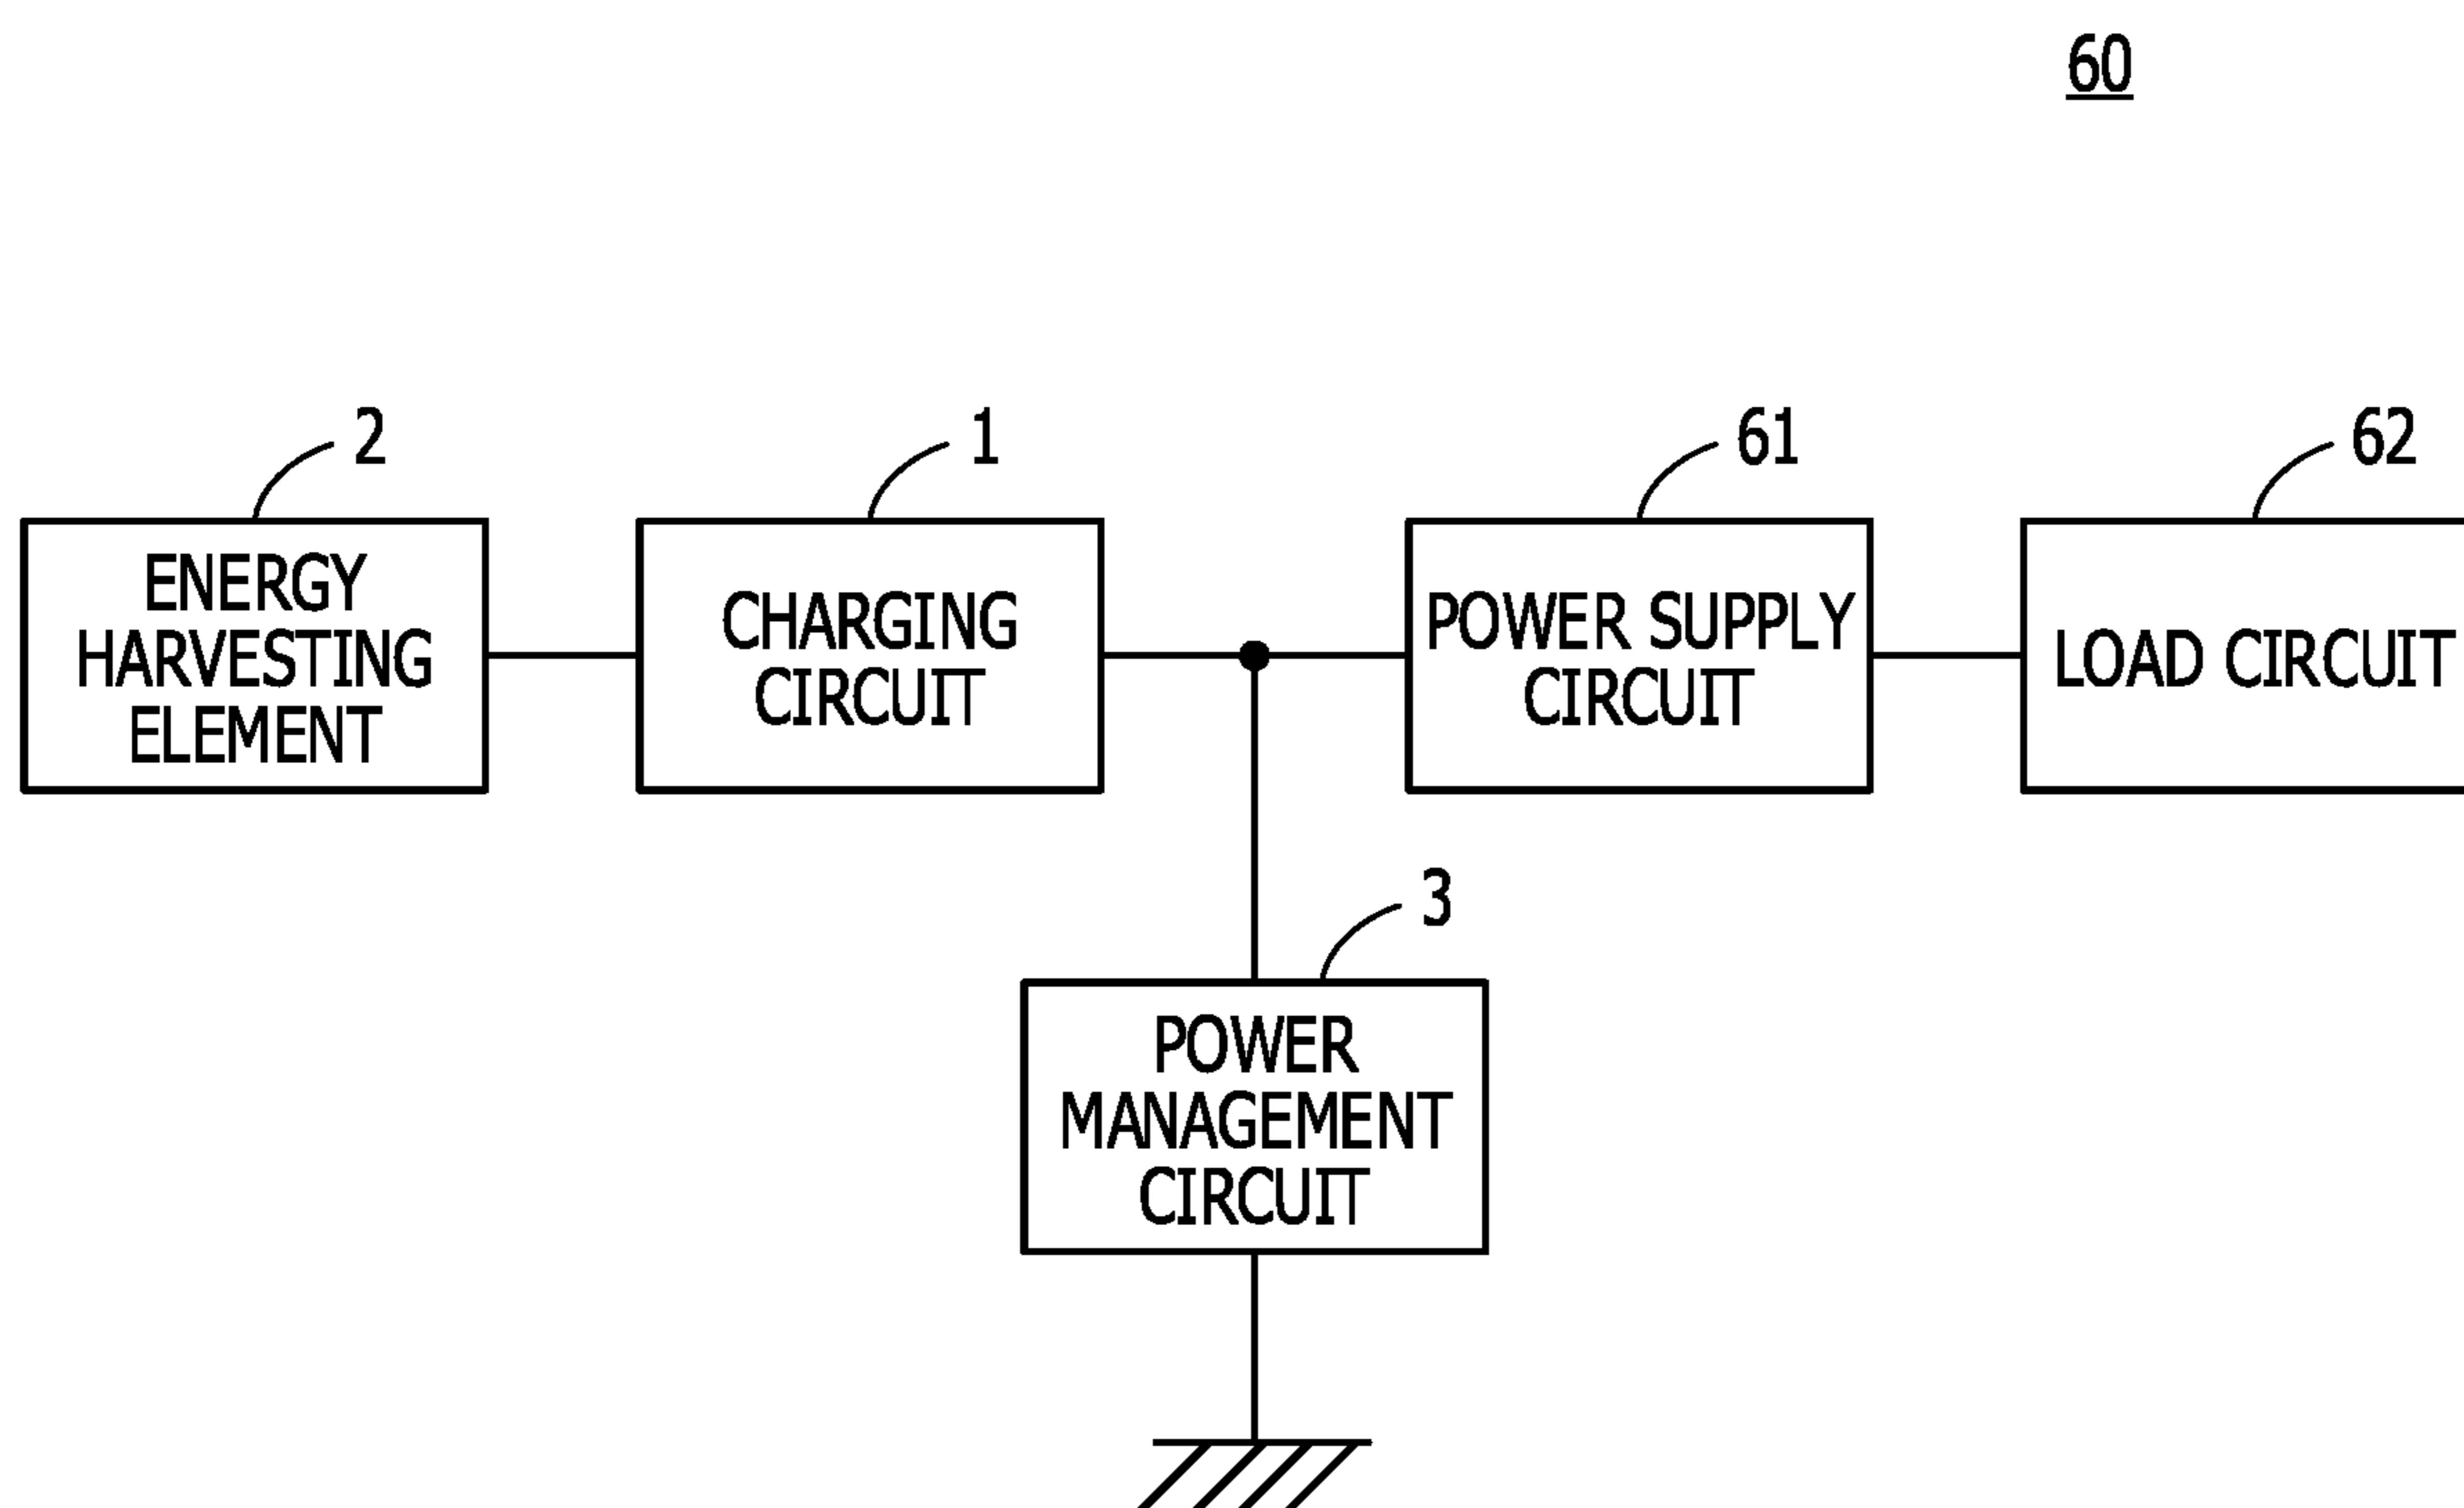 60
2
1
61
62
ENERGY
HARVESTING
ELEMENT
CHARGING
CIRCUIT
POWER SUPPLY
CIRCUIT
LOAD CIRCUIT
3
POWER
MANAGEMENT
CIRCUIT